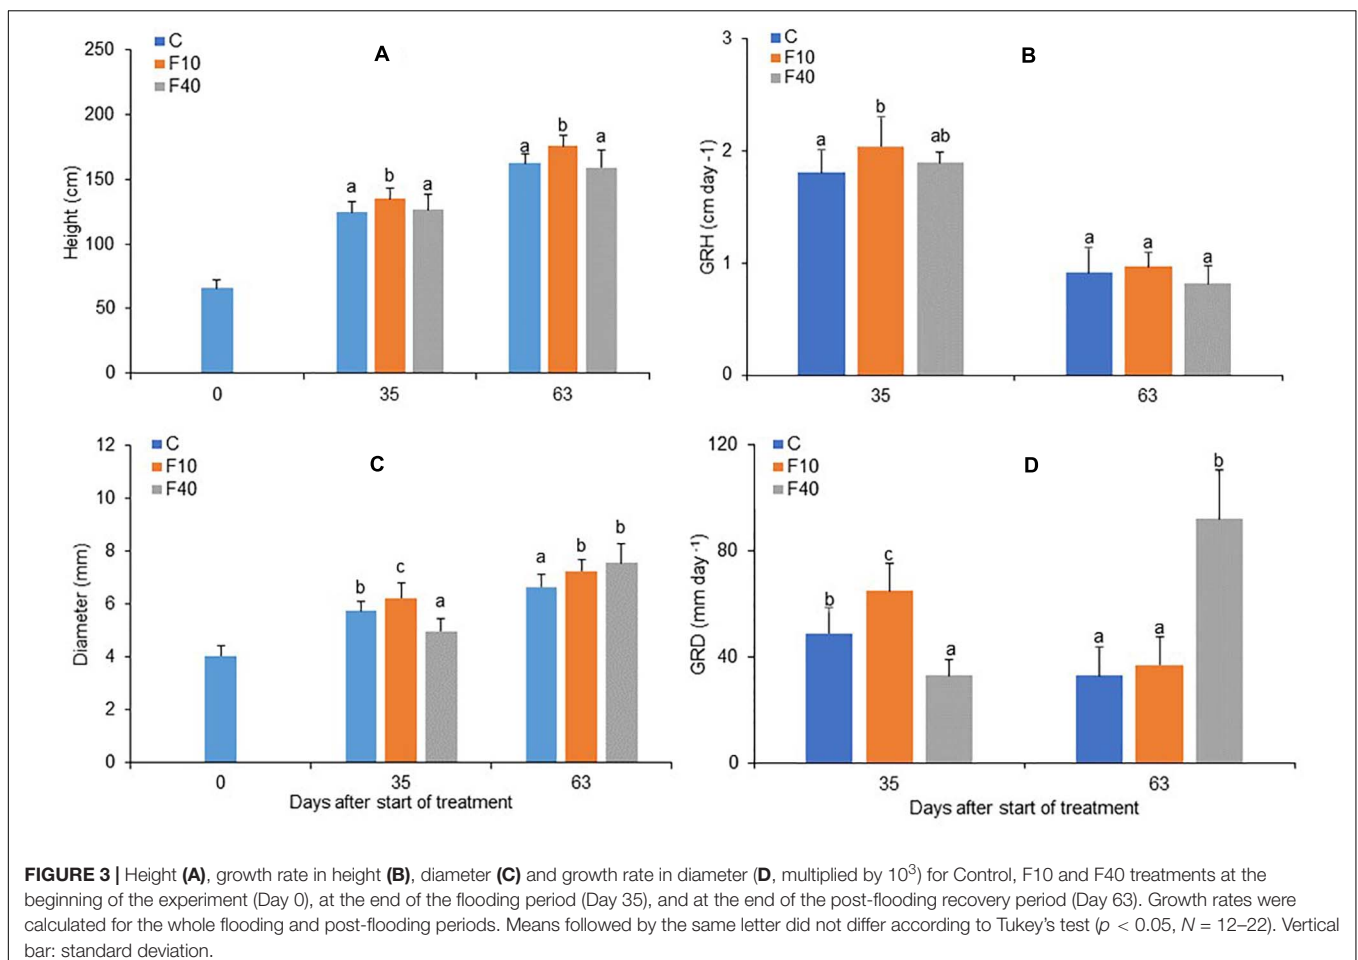 A
C
F10
F40
250
200
150
100
50
0
Height (cm)
a
b
a
a
b
a
0
35
63
B
C
F10
F40
3
2
1
0
GRH (cm day -1)
a
b
ab
a
a
a
35
63
C
C
F10
F40
12
10
8
6
4
2
0
Diameter (mm)
b
c
a
a
b
b
0
35
63
Days after start of treatment
D
C
F10
F40
120
80
40
0
GRD (mm day -1)
b
c
a
a
a
b
35
63
Days after start of treatment
FIGURE 3 | Height (A), growth rate in height (B), diameter (C) and growth rate in diameter (D, multiplied by 10³) for Control, F10 and F40 treatments at the
beginning of the experiment (Day 0), at the end of the flooding period (Day 35), and at the end of the post-flooding recovery period (Day 63). Growth rates were
calculated for the whole flooding and post-flooding periods. Means followed by the same letter did not differ according to Tukey's test (p < 0.05, N = 12–22). Vertical
bar: standard deviation.